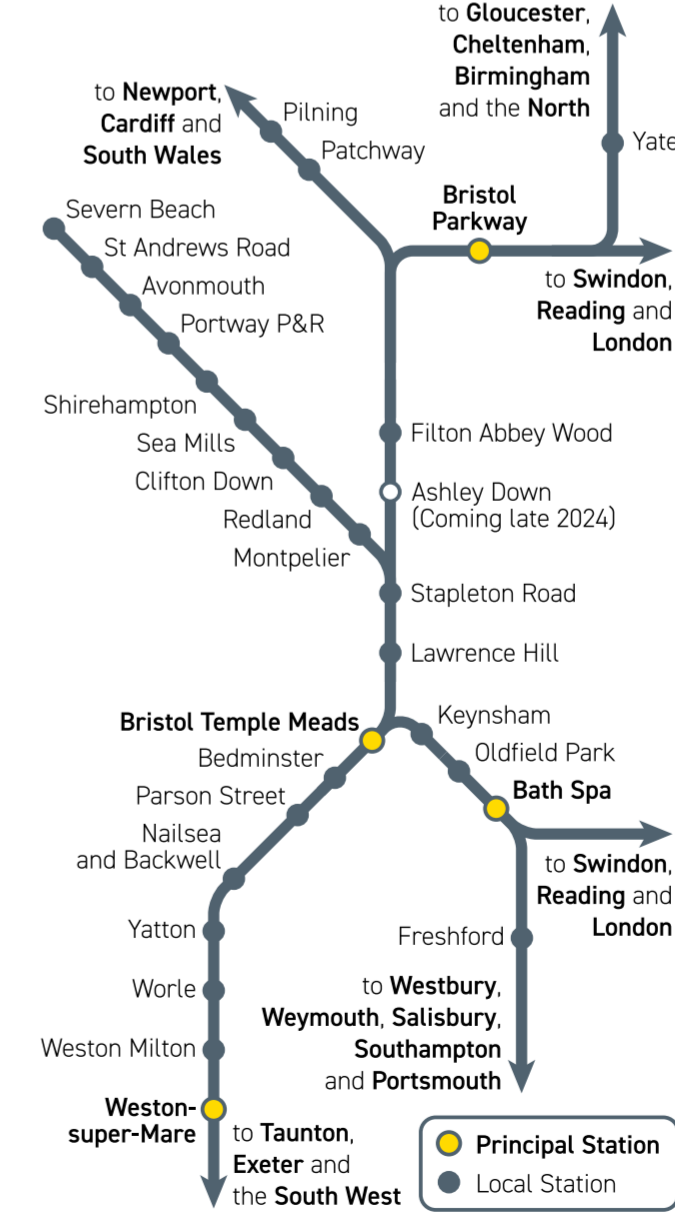 to Gloucester,
Cheltenham,
Birmingham
and the North
to Newport,
Cardiff and
South Wales
Pilning
Patchway
Yate
Bristol
Parkway
to Swindon,
Reading and
London
Severn Beach
St Andrews Road
Avonmouth
Portway P&R
Shirehampton
Sea Mills
Clifton Down
Redland
Montpelier
Filton Abbey Wood
Ashley Down
(Coming late 2024)
Stapleton Road
Lawrence Hill
Bristol Temple Meads
Keynsham
Oldfield Park
Bath Spa
Bedminster
Parson Street
Nailsea
and Backwell
to Swindon,
Reading and
London
Yatton
Worle
Weston Milton
Weston-
super-Mare
Freshford
to Westbury,
Weymouth, Salisbury,
Southampton
and Portsmouth
to Taunton,
Exeter and
the South West
Principal Station
Local Station